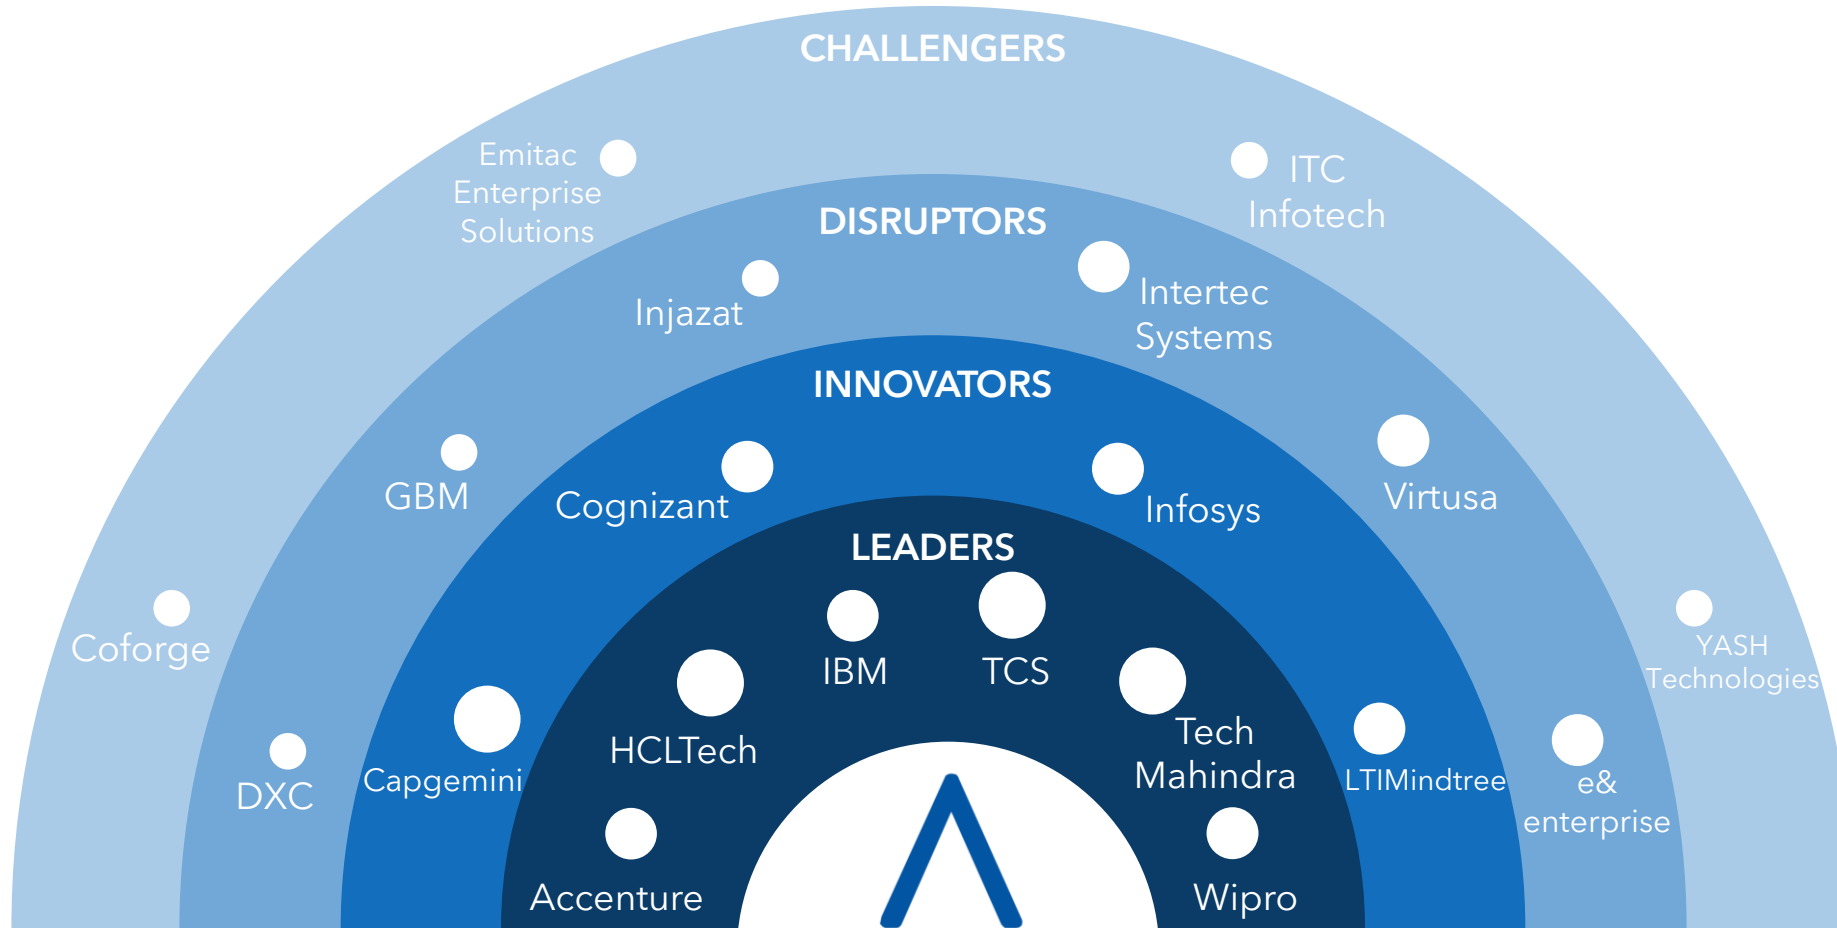 CHALLENGERS
Emitac
Enterprise
Solutions
ITC
Infotech
DISRUPTORS
Injazat
Intertec
Systems
INNOVATORS
GBM
Cognizant
Infosys
Virtusa
LEADERS
Coforge
IBM
TCS
YASH
Technologies
HCLTech
Tech
Mahindra
DXC
Capgemini
LTIMindtree
e&
enterprise
Accenture
Wipro